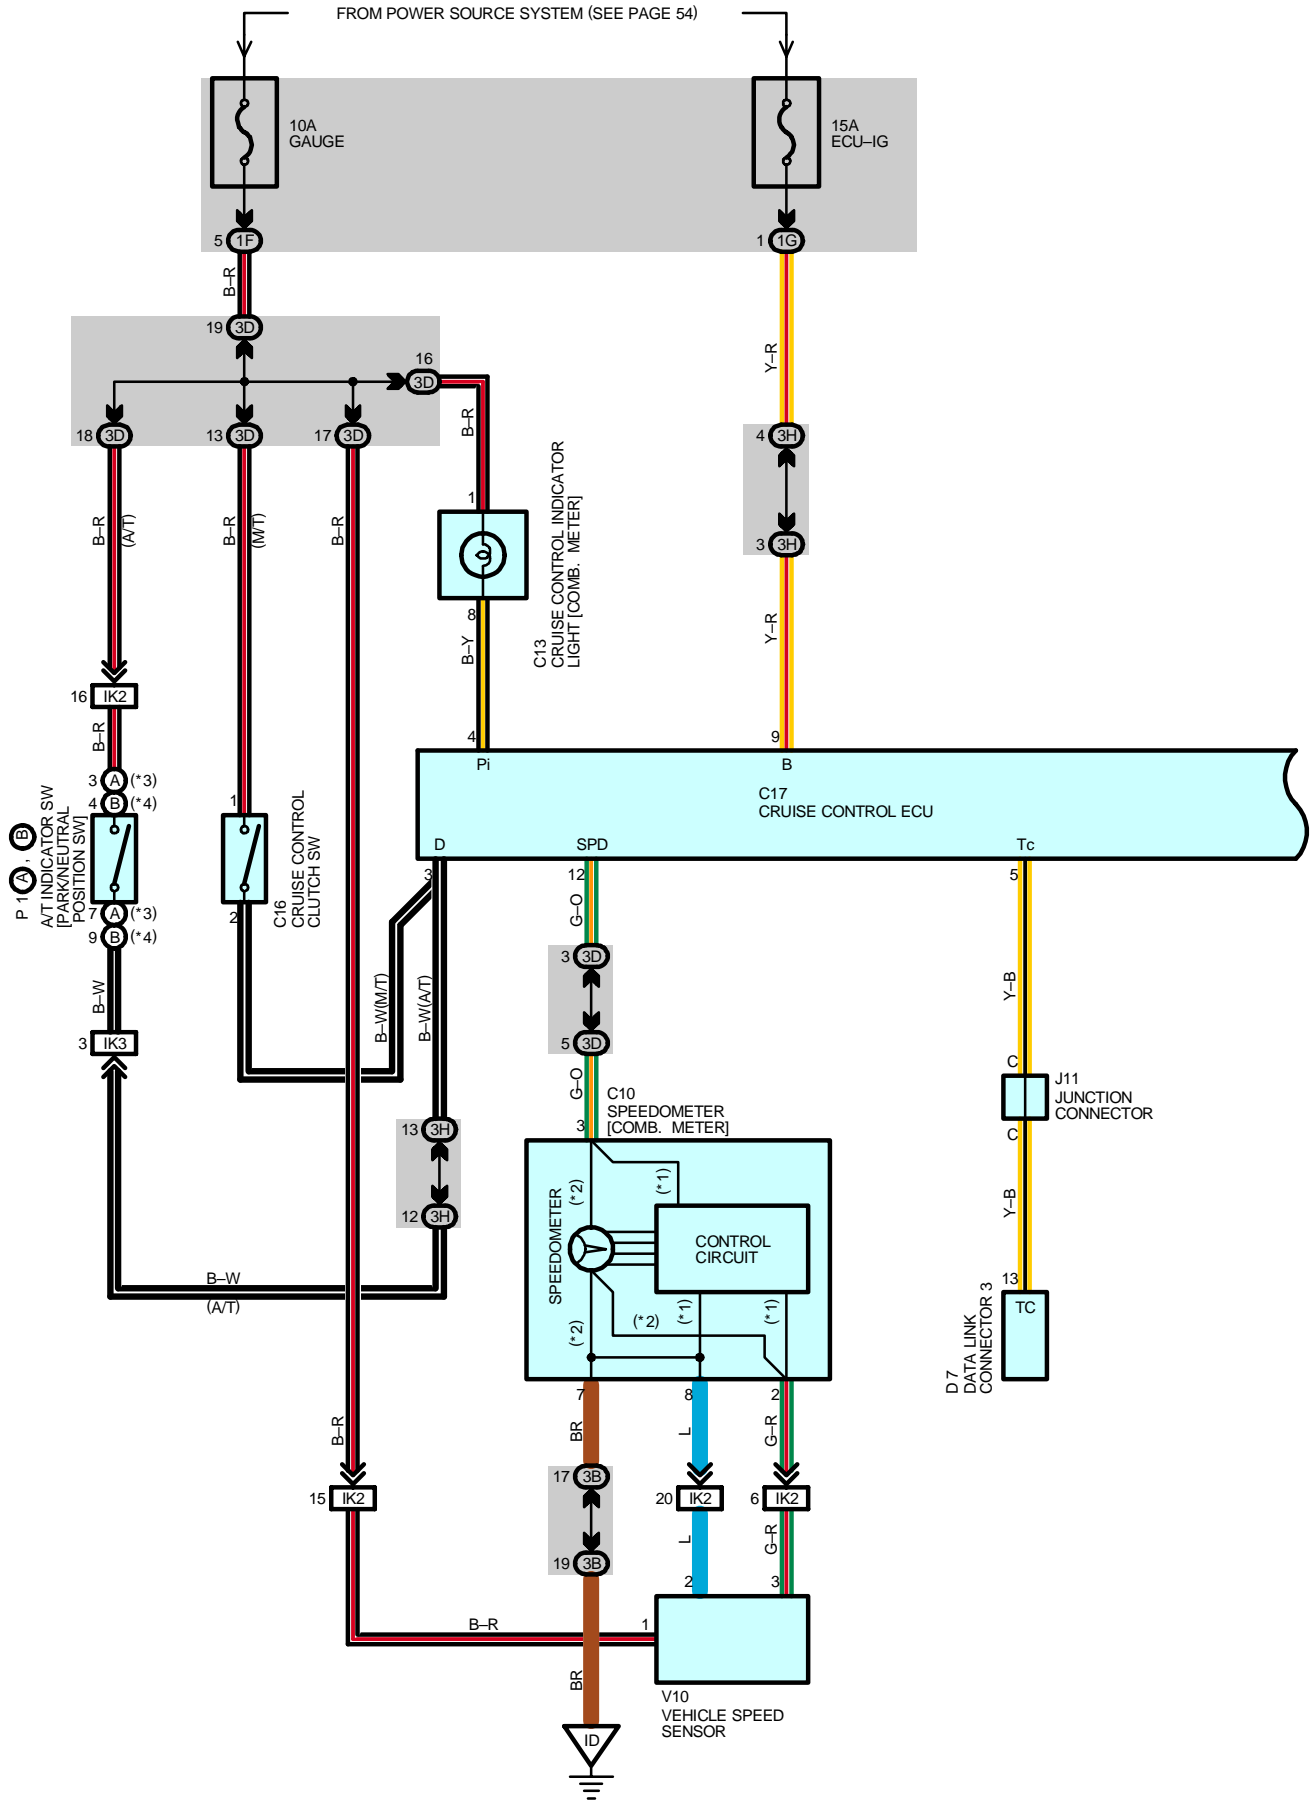 FROM POWER SOURCE SYSTEM (SEE PAGE 54)
10A
GAUGE
15A
ECU–IG
5 1F
1 1G
B–R
19 3D
16
3D
18 3D
13 3D
17 3D
Y–R
4 3H
3 3H
B–R
(A/T)
B–R
(M/T)
B–R
B–R
1
C13
CRUISE CONTROL INDICATOR
LIGHT [COMB. METER]
8
B–Y
Y–R
16 IK2
B–R
4
Pi
9
B
C17
CRUISE CONTROL ECU
D
SPD
Tc
3 A (*3)
4 B (*4)
P 1 A , B
A/T INDICATOR SW
[PARK/NEUTRAL
POSITION SW]
7 A (*3)
9 B (*4)
1
2
C16
CRUISE CONTROL
CLUTCH SW
3
12
5
G–O
B–W
B–W(M/T)
B–W(A/T)
3 3D
5 3D
Y–B
3 IK3
G–O
C
J11
JUNCTION
CONNECTOR
C
C10
SPEEDOMETER
[COMB. METER]
3
13 3H
12 3H
(*2)
(*1)
SPEEDOMETER
CONTROL
CIRCUIT
Y–B
B–W
(A/T)
13
TC
D 7
DATA LINK
CONNECTOR 3
(*2)
(*2)
(*1)
(*1)
7
8
2
B–R
BR
L
G–R
17 3B
15 IK2
20 IK2
6 IK2
19 3B
L
G–R
2
3
B–R
1
BR
V10
VEHICLE SPEED
SENSOR
ID